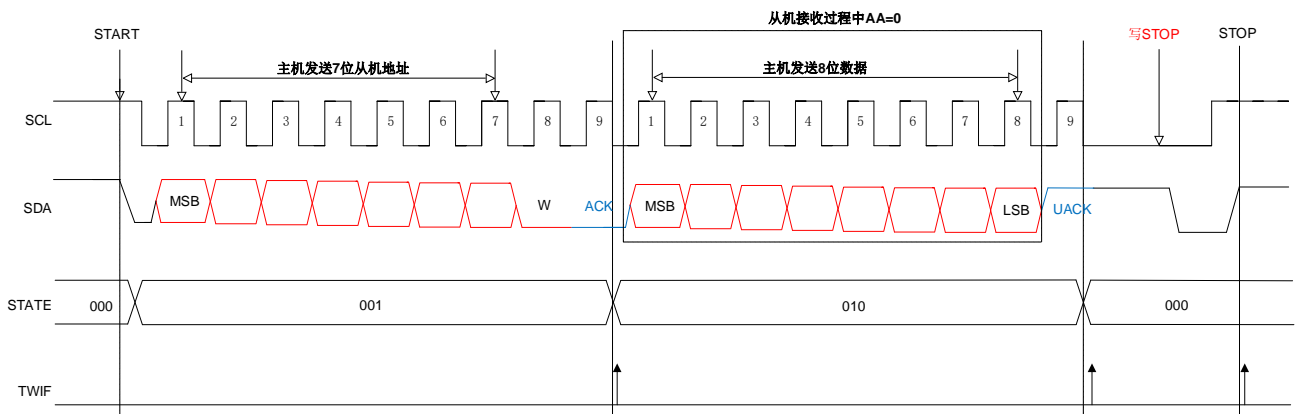 从机接收过程中AA=0
START
写STOP
STOP
主机发送7位从机地址
主机发送8位数据
SCL
1 2 3 4 5 6 7 8 9 1 2 3 4 5 6 7 8 9
SDA
MSB W ACK MSB LSB UACK
STATE
000 001 010 000
TWIF